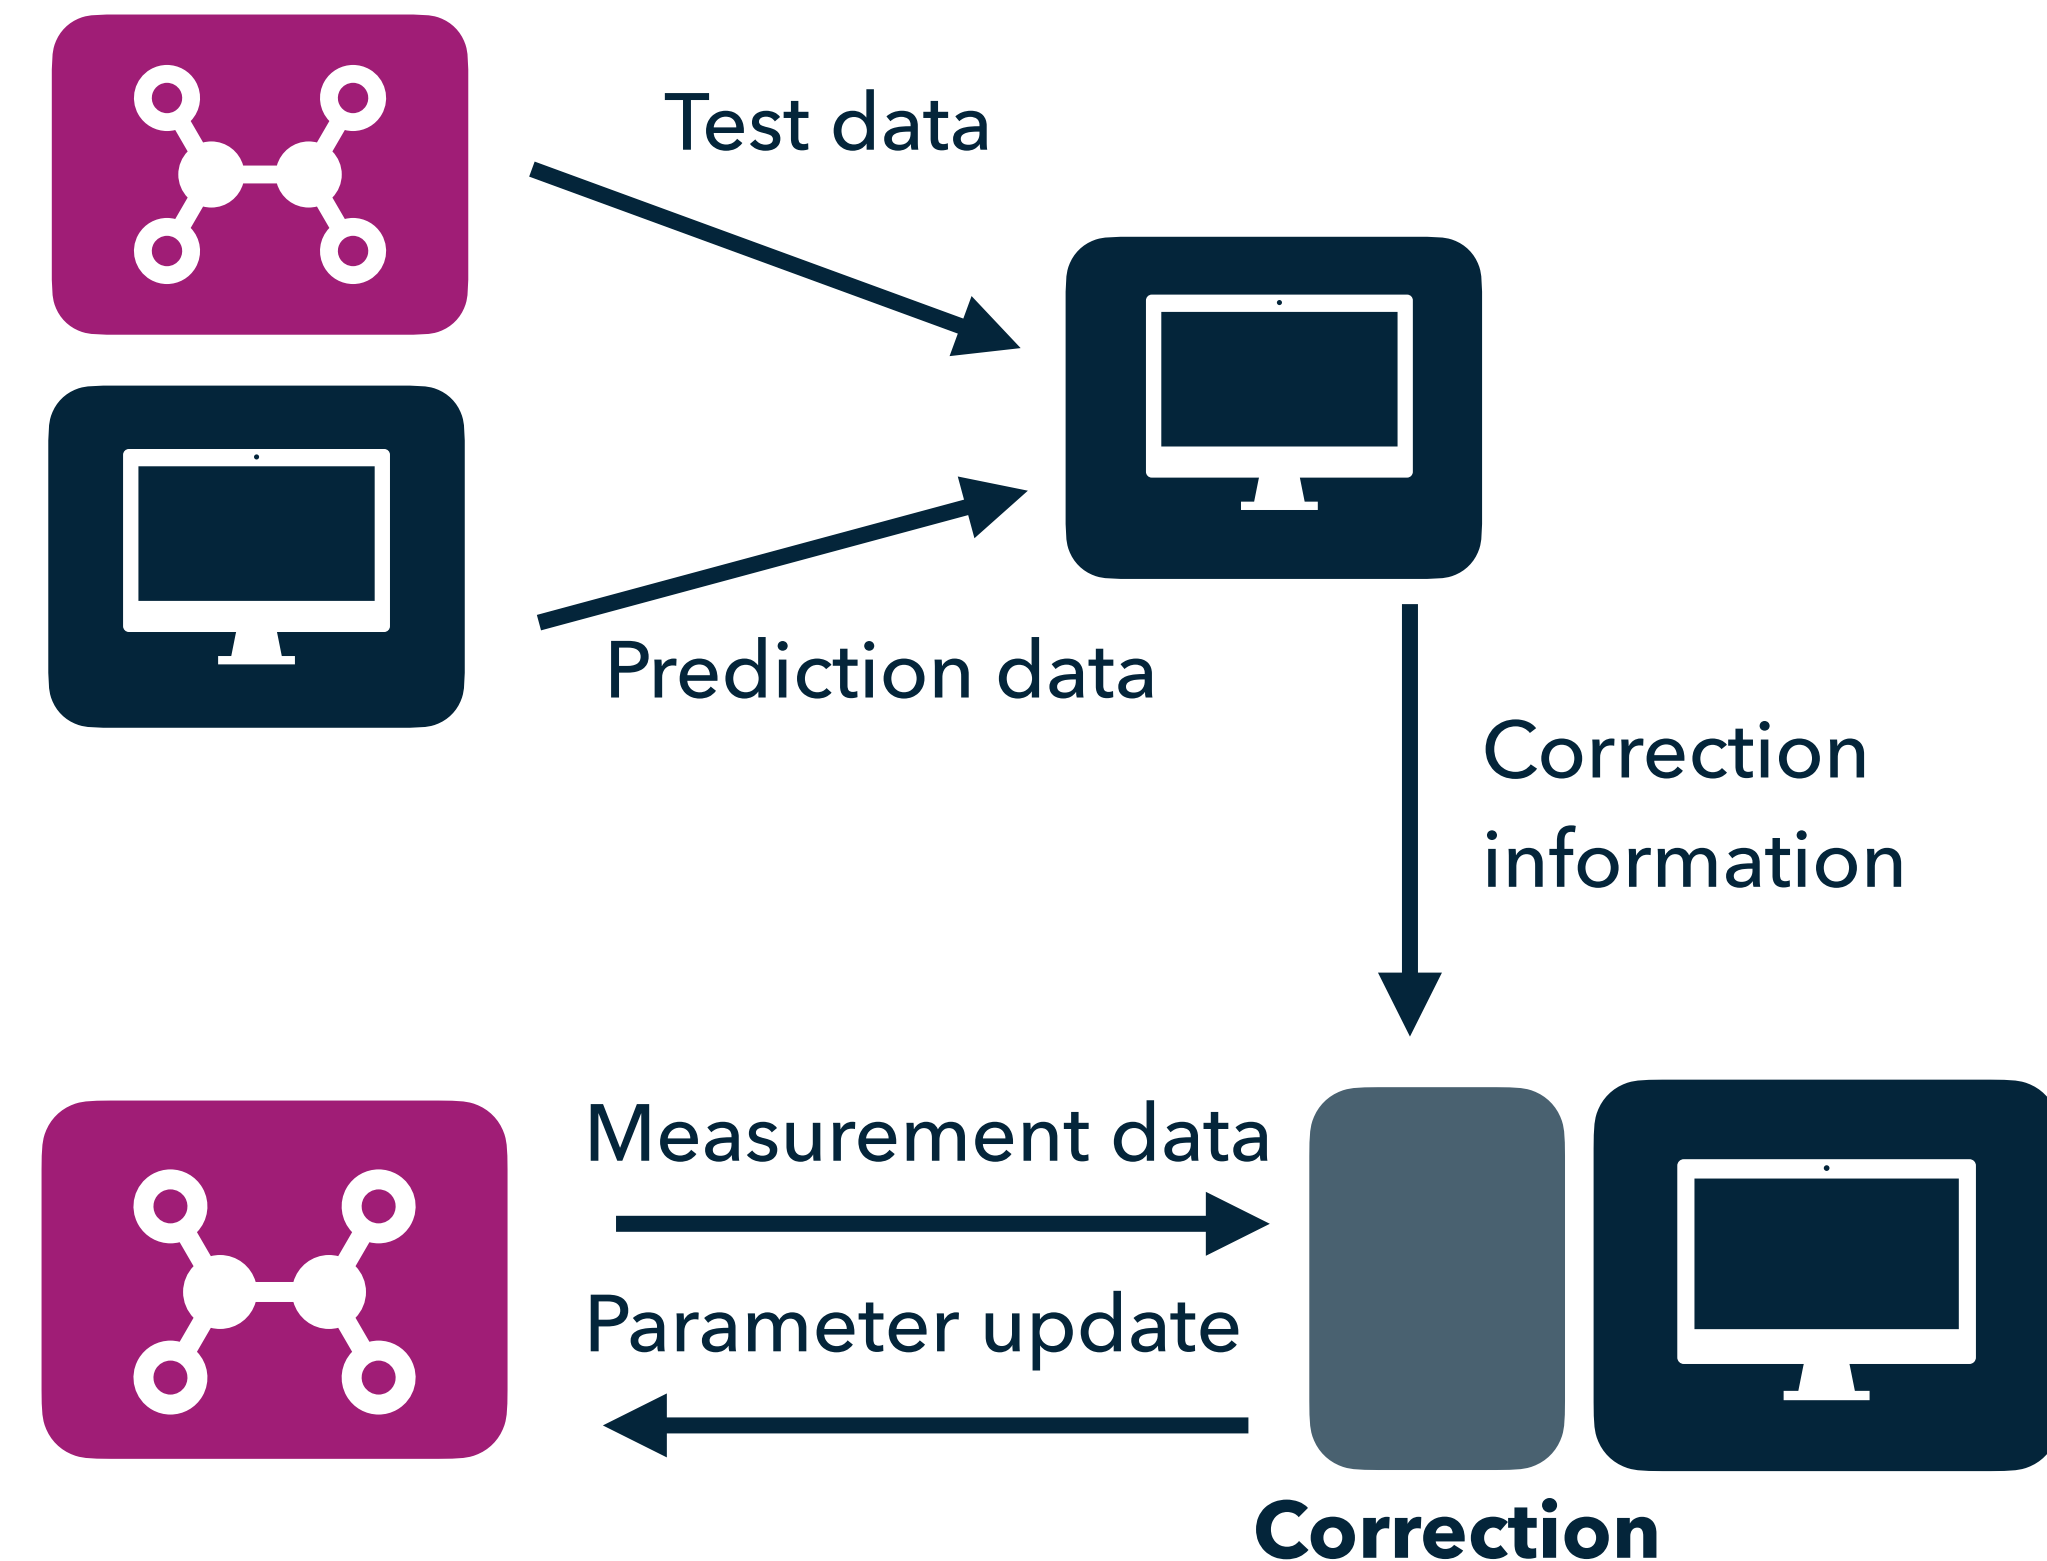 Test data
Prediction data
Correction
information
Measurement data
Parameter update
Correction